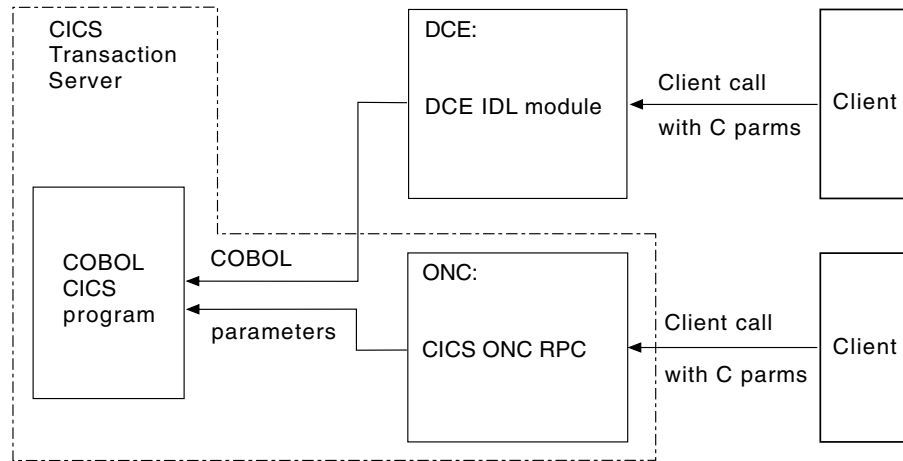 CICS
Transaction
Server
DCE:
DCE IDL module
Client call
with C parms
Client
COBOL
CICS
program
COBOL
parameters
ONC:
CICS ONC RPC
Client call
with C parms
Client